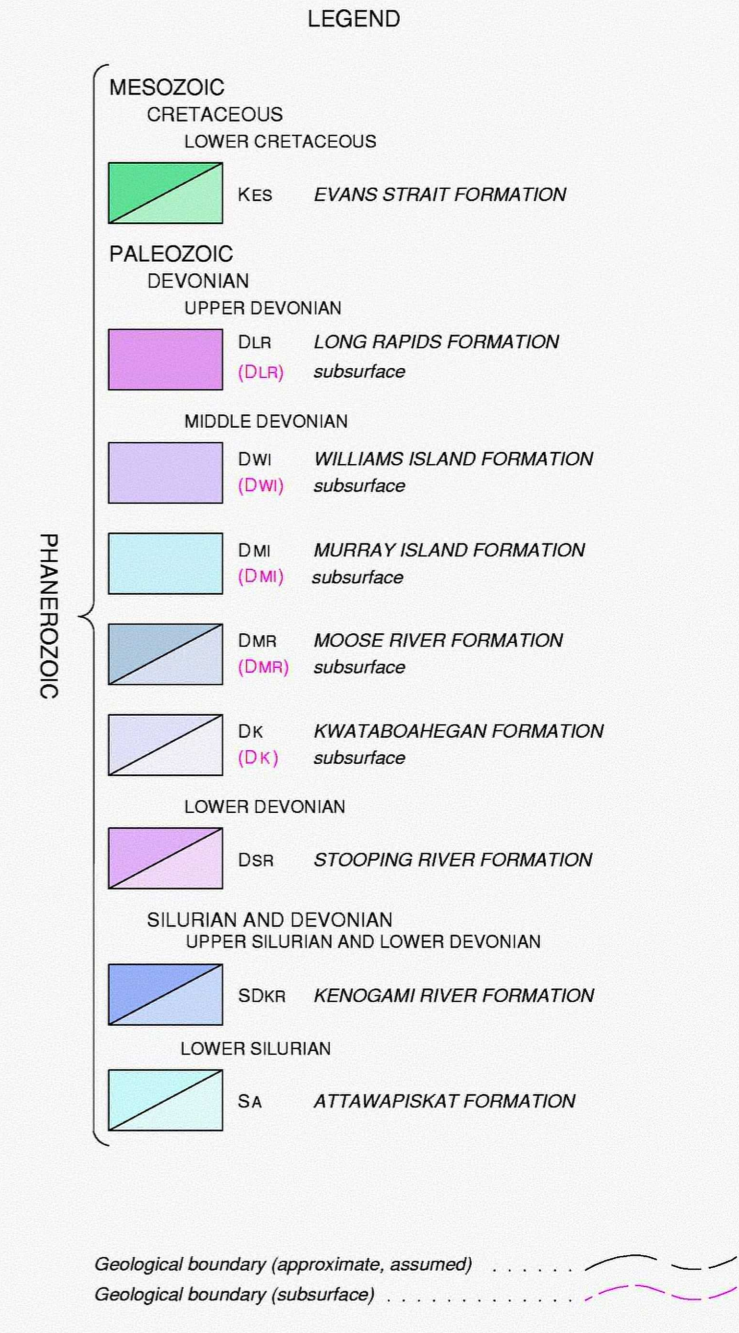 LEGEND
MESOZOIC
CRETACEOUS
LOWER CRETACEOUS
KES EVANS STRAIT FORMATION
PALEOZOIC
DEVONIAN
UPPER DEVONIAN
DLR LONG RAPIDS FORMATION
(DLR) subsurface
MIDDLE DEVONIAN
DWI WILLIAMS ISLAND FORMATION
(DWI) subsurface
PHANEROZOIC
DMI MURRAY ISLAND FORMATION
(DMI) subsurface
DMR MOOSE RIVER FORMATION
(DMR) subsurface
DK KWATABOAHEGAN FORMATION
(DK) subsurface
LOWER DEVONIAN
DSR STOOPING RIVER FORMATION
SILURIAN AND DEVONIAN
UPPER SILURIAN AND LOWER DEVONIAN
SDKR KENOGAMI RIVER FORMATION
LOWER SILURIAN
SA ATTAWAPISKAT FORMATION
Geological boundary (approximate, assumed) . . . . . .
Geological boundary (subsurface) . . . . . . . . . . . . .